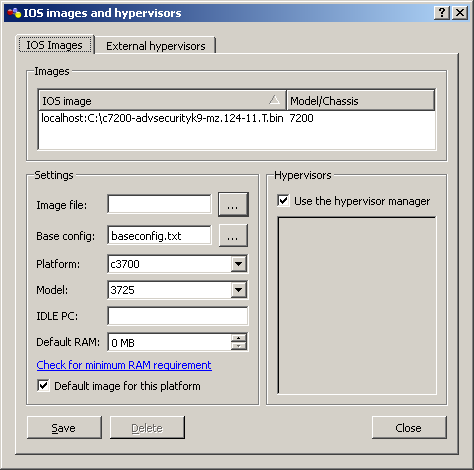 IOS images and hypervisors
IOS Images External hypervisors
Images
IOS image Model/Chassis
localhost:C:\c7200-advsecurityk9-mz.124-11.T.bin 7200
Settings
Image file: ...
Base config: baseconfig.txt ...
Platform: c3700
Model: 3725
IDLE PC:
Default RAM: 0 MB
Check for minimum RAM requirement
Default image for this platform
Hypervisors
Use the hypervisor manager
Save Delete Close